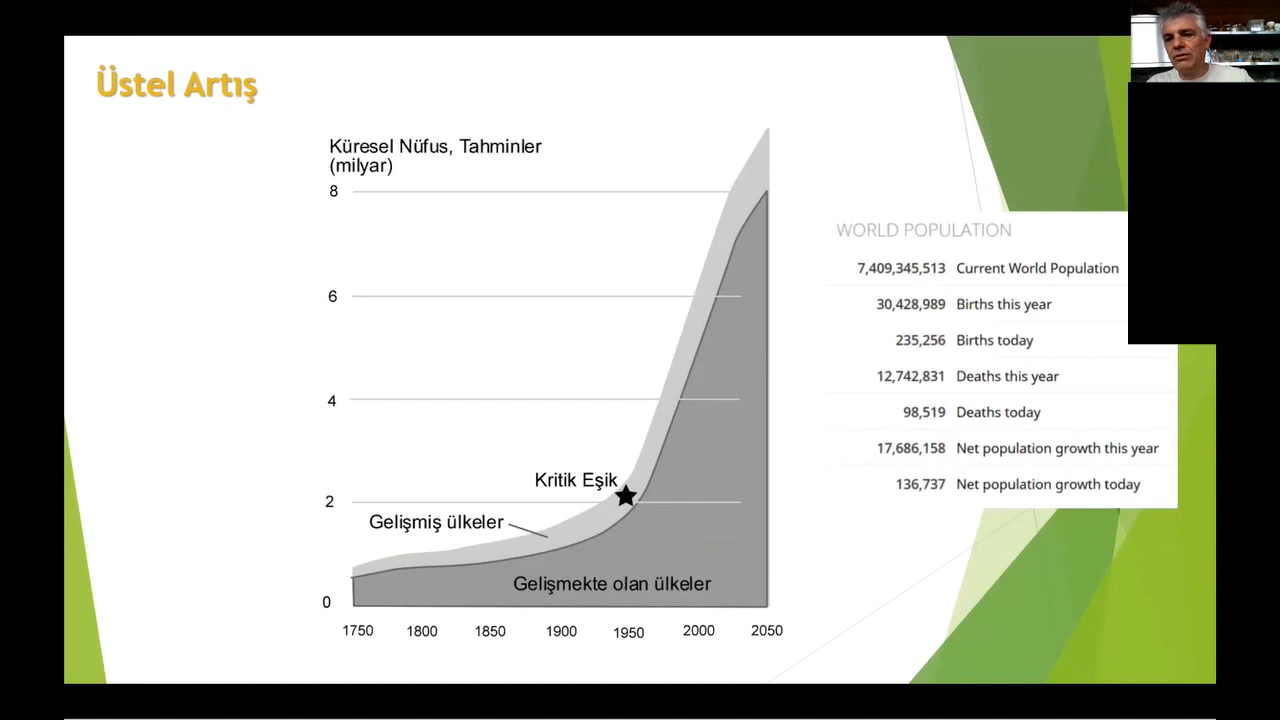 Üstel Artış
Küresel Nüfus, Tahminler
(milyar)
8
6
4
2
0
Kritik Eşik
Gelişmiş ülkeler
Gelişmekte olan ülkeler
1750 1800 1850 1900 1950 2000 2050
WORLD POPULATION
7,409,345,513 Current World Population
30,428,989 Births this year
235,256 Births today
12,742,831 Deaths this year
98,519 Deaths today
17,686,158 Net population growth this year
136,737 Net population growth today